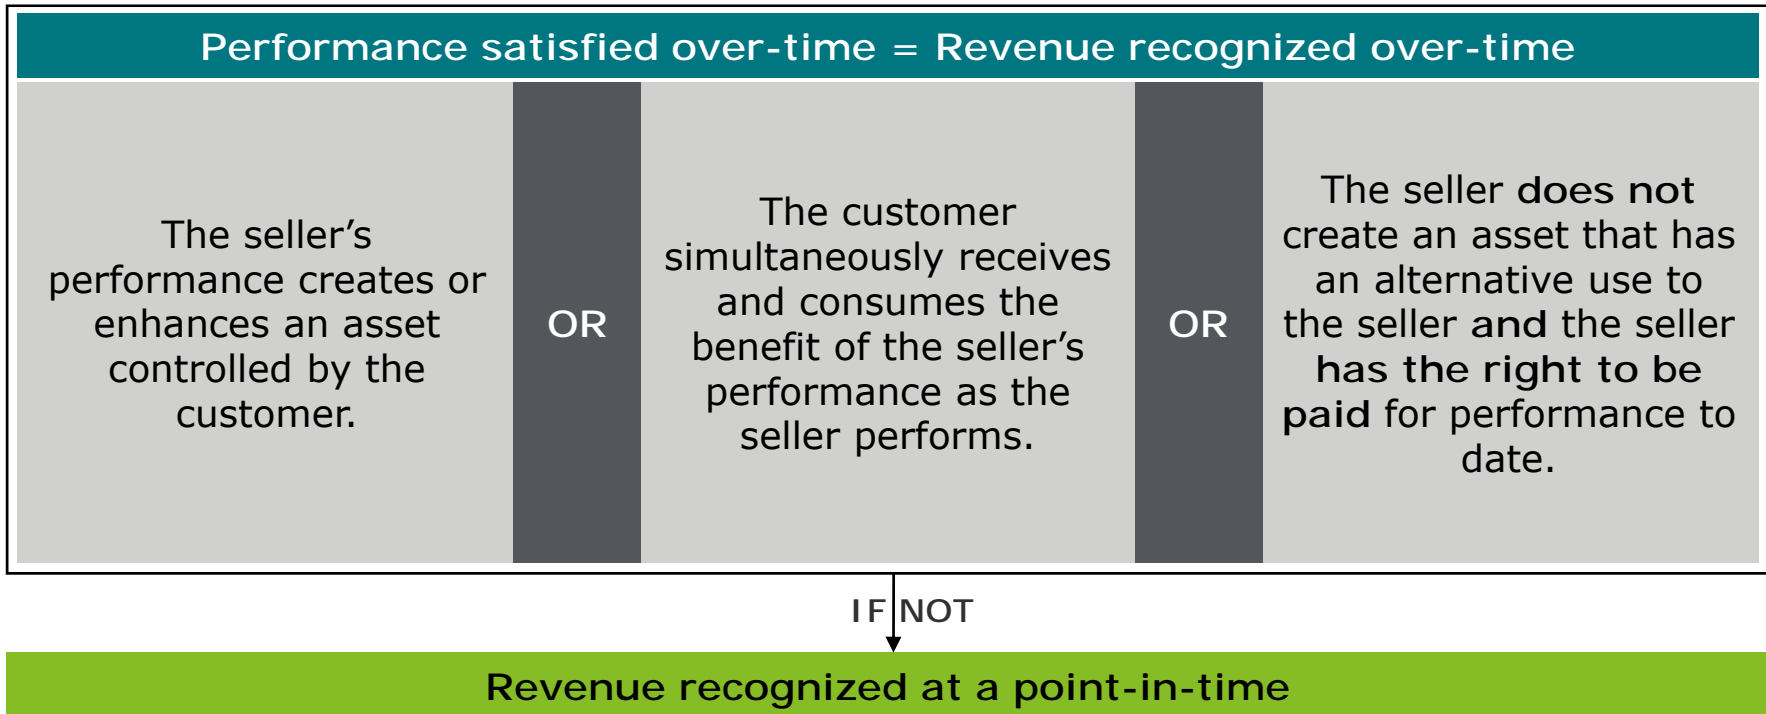 Performance satisfied over-time = Revenue recognized over-time
The seller’s
performance creates or
enhances an asset
controlled by the
customer.
OR
The customer
simultaneously receives
and consumes the
benefit of the seller’s
performance as the
seller performs.
OR
The seller does not
create an asset that has
an alternative use to
the seller and the seller
has the right to be
paid for performance to
date.
IF NOT
Revenue recognized at a point-in-time